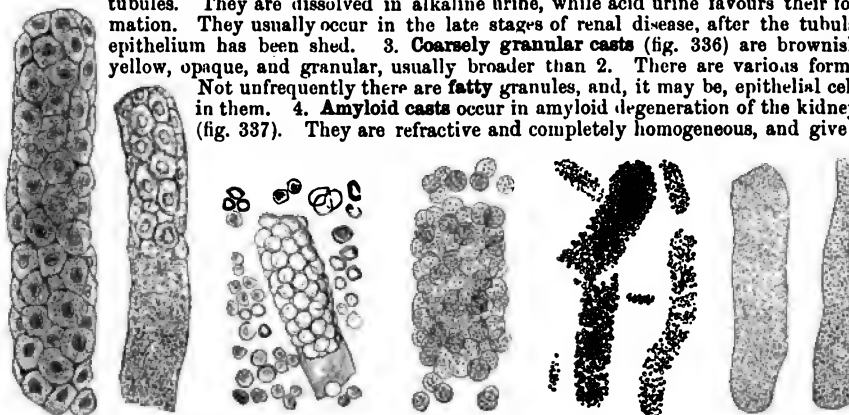 tubules. They are dissolved in alkaline urine, while acid urine favours their fo
mation. They usually occur in the late stages of renal disease, after the tubul
epithelium has been shed. 3. Coarsely granular casts (fig. 336) are brownis
yellow, opaque, and granular, usually broader than 2. There are various form
Not unfrequently there are fatty granules, and, it may be, epithelial cel
in them. 4. Amyloid casts occur in amyloid degeneration of the kidney
(fig. 337). They are refractive and completely homogeneous, and give